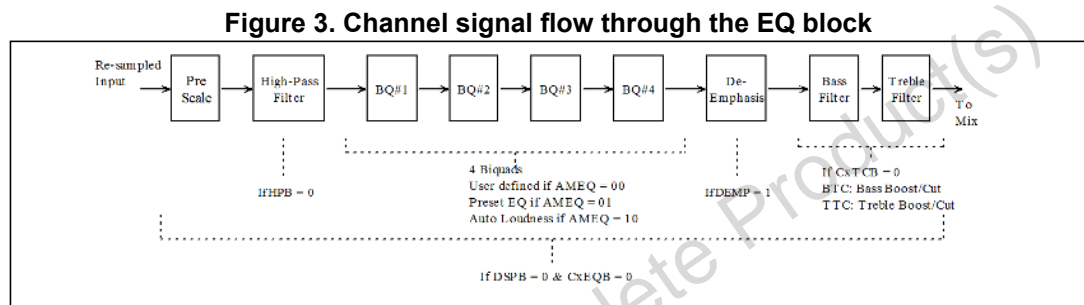 Figure 3. Channel signal flow through the EQ block
Re-sampled
Input
Pre
Scale
High-Pass
Filter
BQ#1
BQ#2
BQ#3
BQ#4
De-
Emphasis
Bass
Filter
Treble
Filter
To
Mix
If HPB = 0
4 Biquads
User defined if AMEQ = 00
Preset EQ if AMEQ = 01
Auto Loudness if AMEQ = 10
If DEMP = 1
If CxTCB = 0
BTC: Bass Boost/Cut
TTC: Treble Boost/Cut
If DSPB = 0 & CxEQB = 0
lete Product(s)